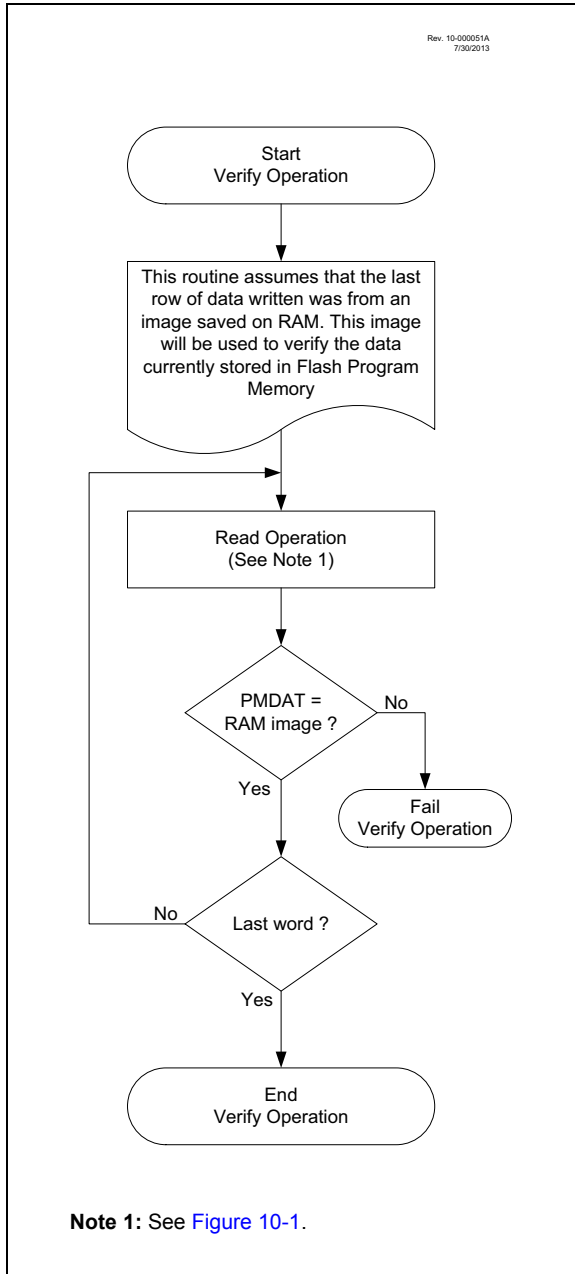 Rev. 10-000051A
7/30/2013
Start
Verify Operation
This routine assumes that the last
row of data written was from an
image saved on RAM. This image
will be used to verify the data
currently stored in Flash Program
Memory
Read Operation
(See Note 1)
PMDAT =
RAM image ?
No
Yes
Fail
Verify Operation
No
Last word ?
Yes
End
Verify Operation
Note 1: See Figure 10-1.